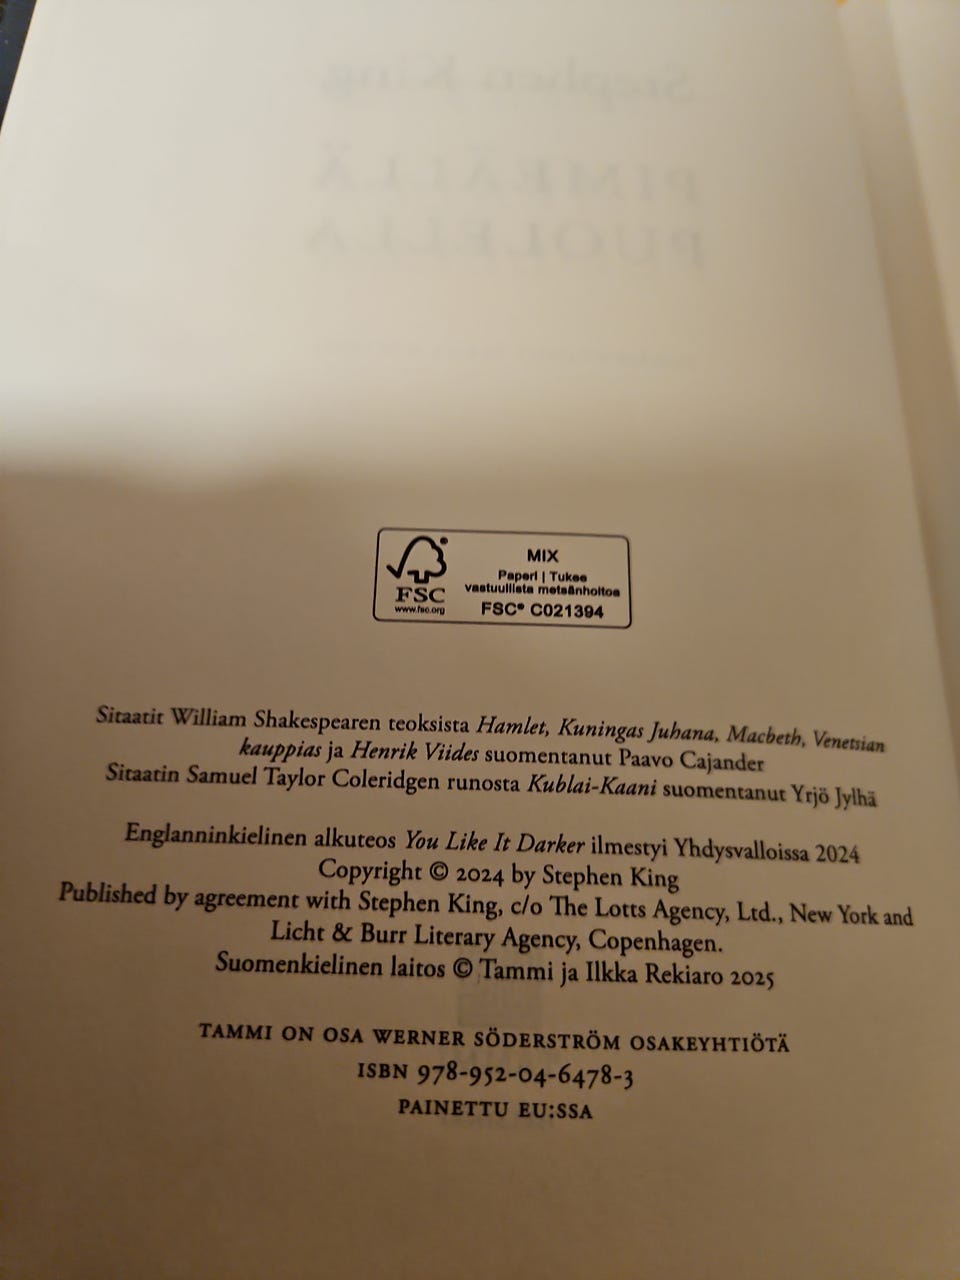 Stephen King
PIMEÄLLÄ
PUOLELLA
MIX
Paperi | Tukee
vastuullista metsänhoitoa
FSC® C021394
FSC
www.fsc.org
Sitaatit William Shakespearen teoksista Hamlet, Kuningas Juhana, Macbeth, Venetsian
kauppias ja Henrik Viides suomentanut Paavo Cajander
Sitaatin Samuel Taylor Coleridgen runosta Kublai-Kaani suomentanut Yrjö Jylhä
Englanninkielinen alkuteos You Like It Darker ilmestyi Yhdysvalloissa 2024
Copyright © 2024 by Stephen King
Published by agreement with Stephen King, c/o The Lotts Agency, Ltd., New York and
Licht & Burr Literary Agency, Copenhagen.
Suomenkielinen laitos © Tammi ja Ilkka Rekiaro 2025
TAMMI ON OSA WERNER SÖDERSTRÖM OSAKEYHTIÖTÄ
ISBN 978-952-04-6478-3
PAINETTU EU:SSA